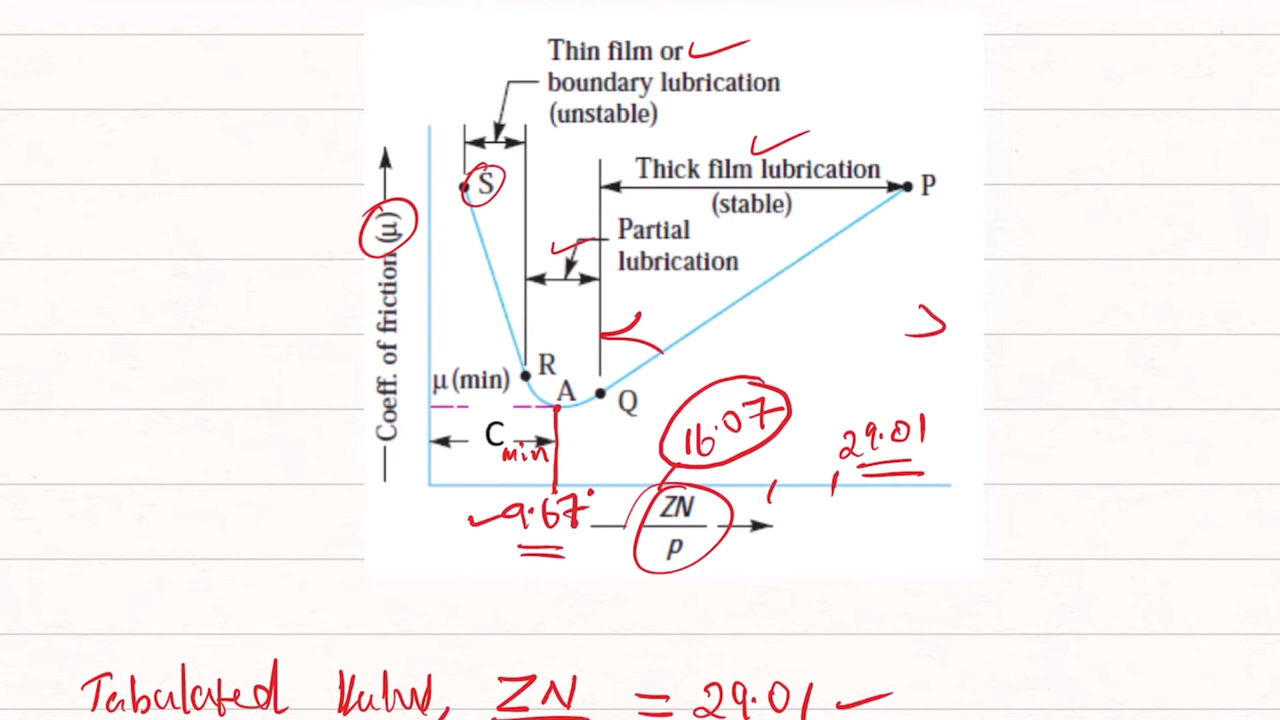 Thin film or
boundary lubrication
(unstable)
Thick film lubrication
(stable)
S
P
Partial
lubrication
Coeff. of friction (μ)
R
μ(min)
A
Q
C
min
16.07
29.01
9.67
ZN
p
Tabulated ZN = 29.01